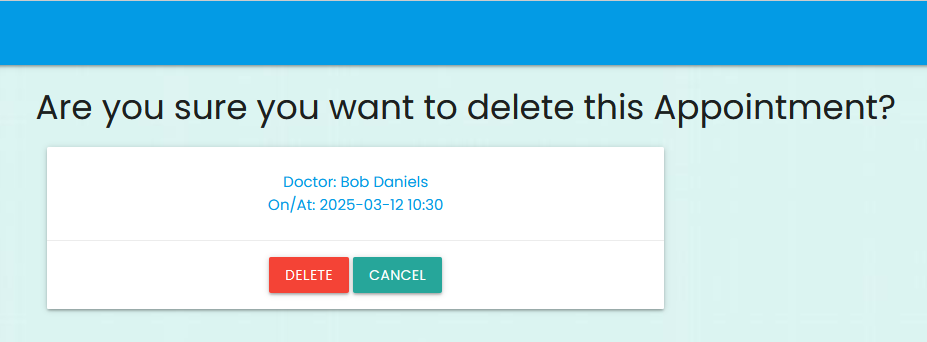 Are you sure you want to delete this Appointment?
Doctor: Bob Daniels
On/At: 2025-03-12 10:30
DELETE CANCEL